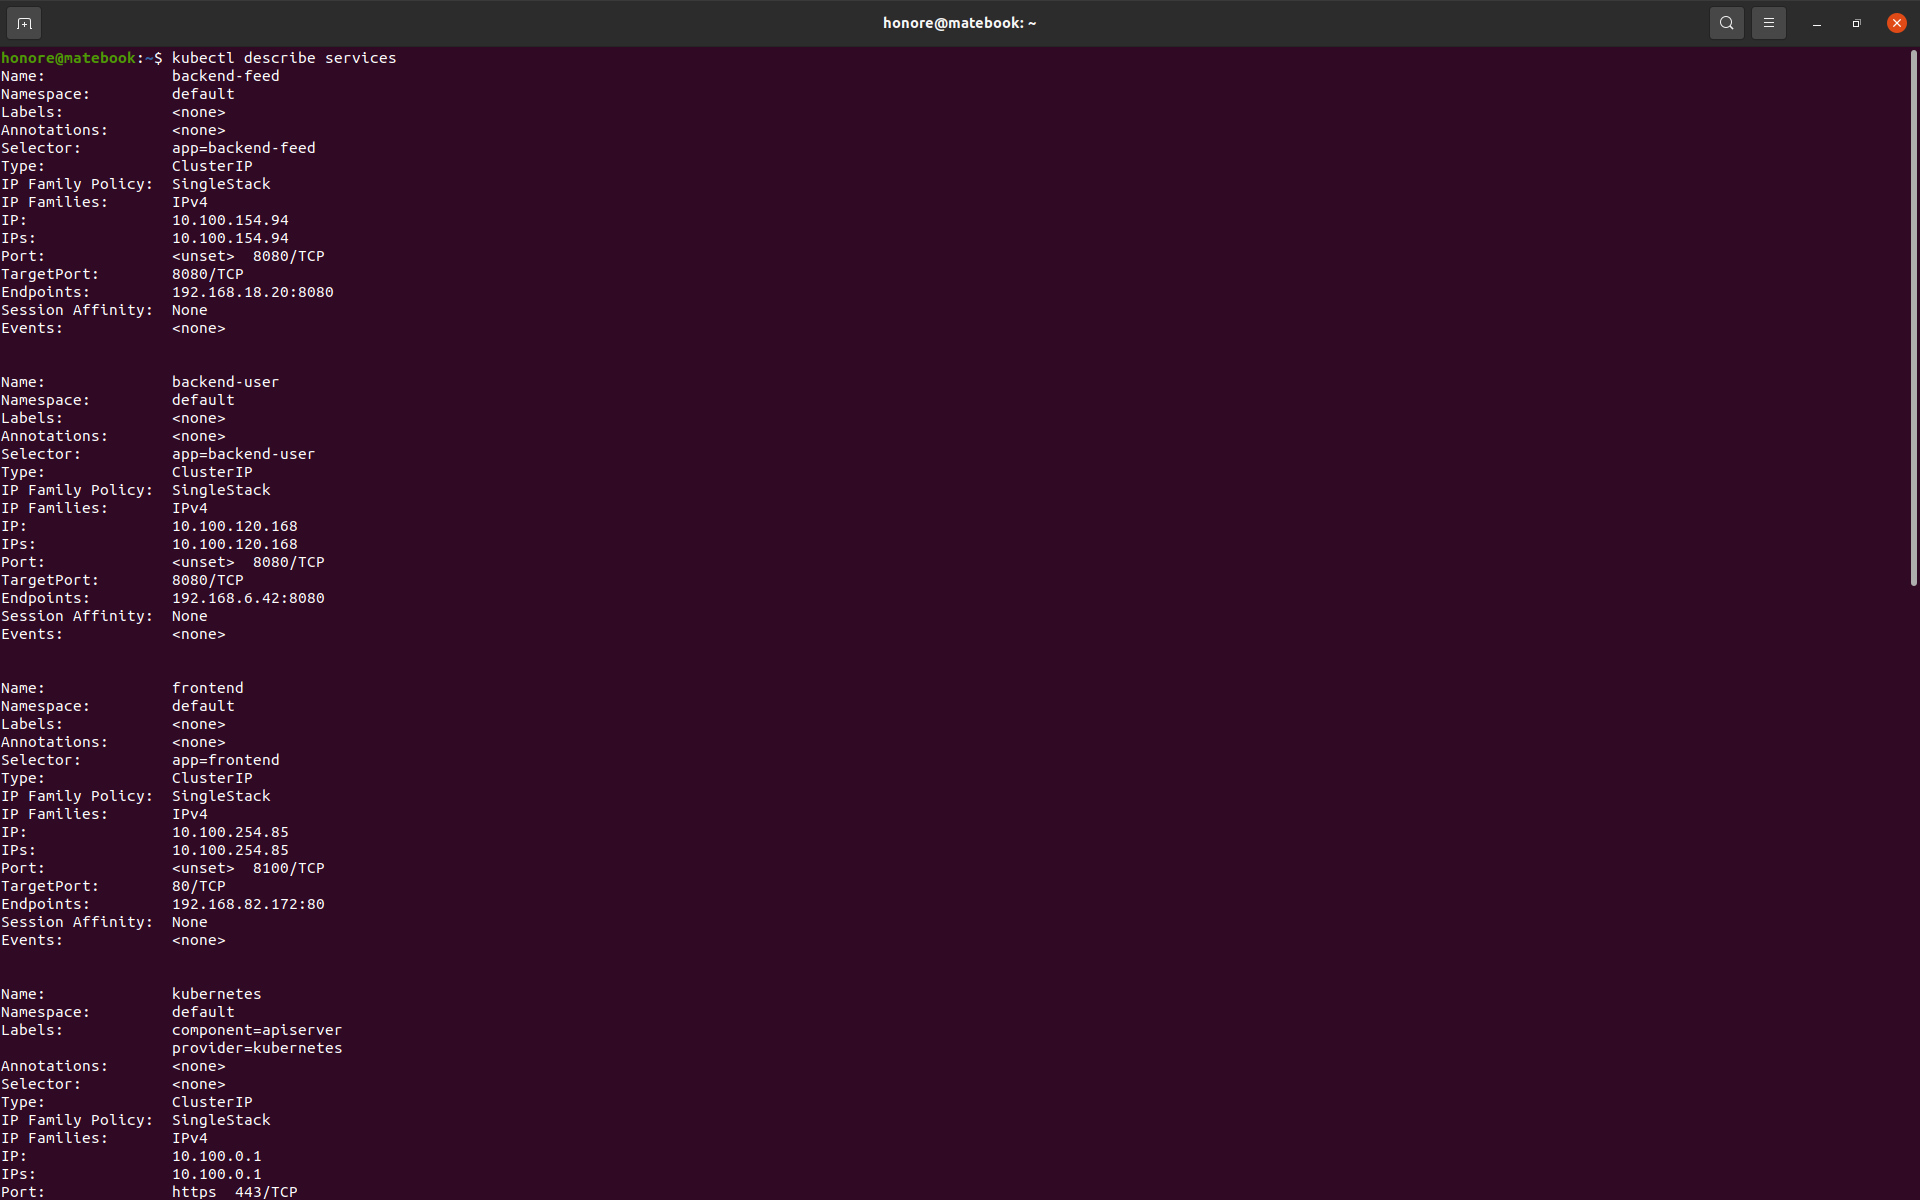 honore@matebook: ~
honore@matebook:~$ kubectl describe services
Name:              backend-feed
Namespace:         default
Labels:            <none>
Annotations:       <none>
Selector:          app=backend-feed
Type:              ClusterIP
IP Family Policy:  SingleStack
IP Families:       IPv4
IP:                10.100.154.94
IPs:               10.100.154.94
Port:              <unset>  8080/TCP
TargetPort:        8080/TCP
Endpoints:         192.168.18.20:8080
Session Affinity:  None
Events:            <none>
Name:              backend-user
Namespace:         default
Labels:            <none>
Annotations:       <none>
Selector:          app=backend-user
Type:              ClusterIP
IP Family Policy:  SingleStack
IP Families:       IPv4
IP:                10.100.120.168
IPs:               10.100.120.168
Port:              <unset>  8080/TCP
TargetPort:        8080/TCP
Endpoints:         192.168.6.42:8080
Session Affinity:  None
Events:            <none>
Name:              frontend
Namespace:         default
Labels:            <none>
Annotations:       <none>
Selector:          app=frontend
Type:              ClusterIP
IP Family Policy:  SingleStack
IP Families:       IPv4
IP:                10.100.254.85
IPs:               10.100.254.85
Port:              <unset>  8100/TCP
TargetPort:        80/TCP
Endpoints:         192.168.82.172:80
Session Affinity:  None
Events:            <none>
Name:              kubernetes
Namespace:         default
Labels:            component=apiserver
                   provider=kubernetes
Annotations:       <none>
Selector:          <none>
Type:              ClusterIP
IP Family Policy:  SingleStack
IP Families:       IPv4
IP:                10.100.0.1
IPs:               10.100.0.1
Port:              https  443/TCP